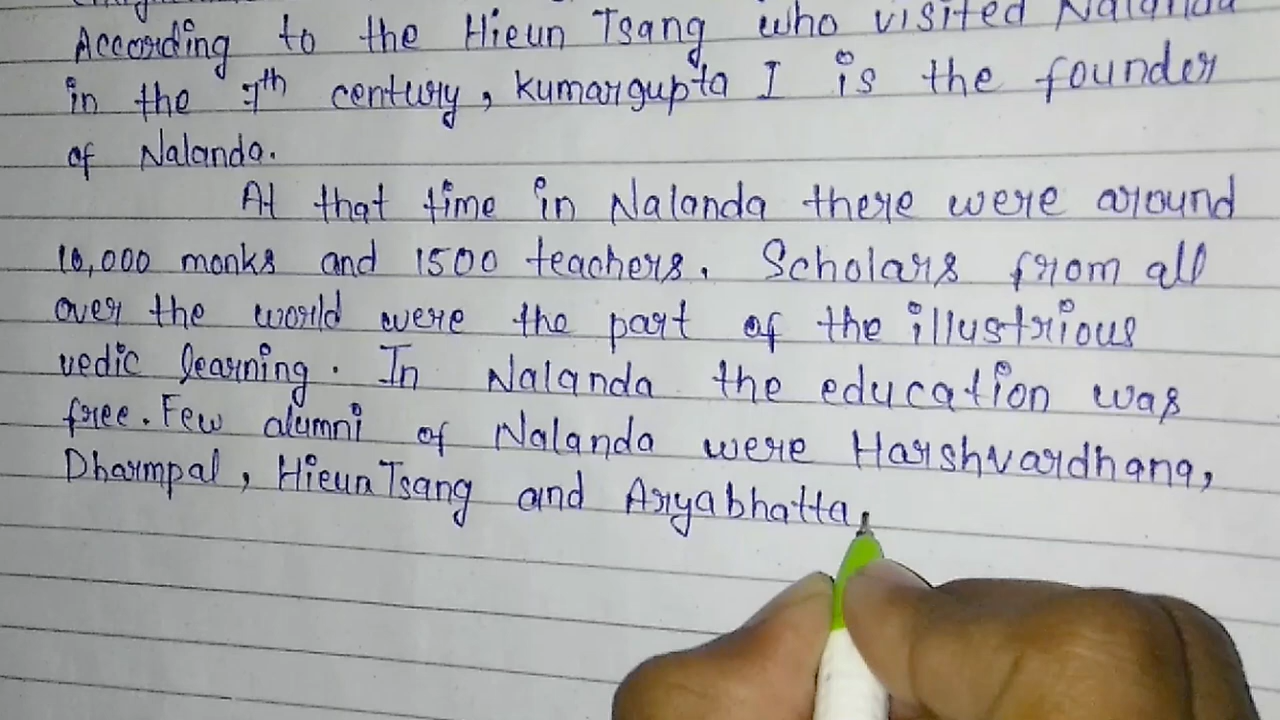 According to the Hieun Tsang who visited Nalanda
in the 7th century, Kumargupta I is the founder
of Nalanda.
At that time in Nalanda there were around
10,000 monks and 1500 teachers. Scholars from all
over the world were the part of the illustrious
vedic learning. In Nalanda the education was
free. Few alumni of Nalanda were Harshvardhana,
Dharmpal, Hieun Tsang and Aryabhatta.